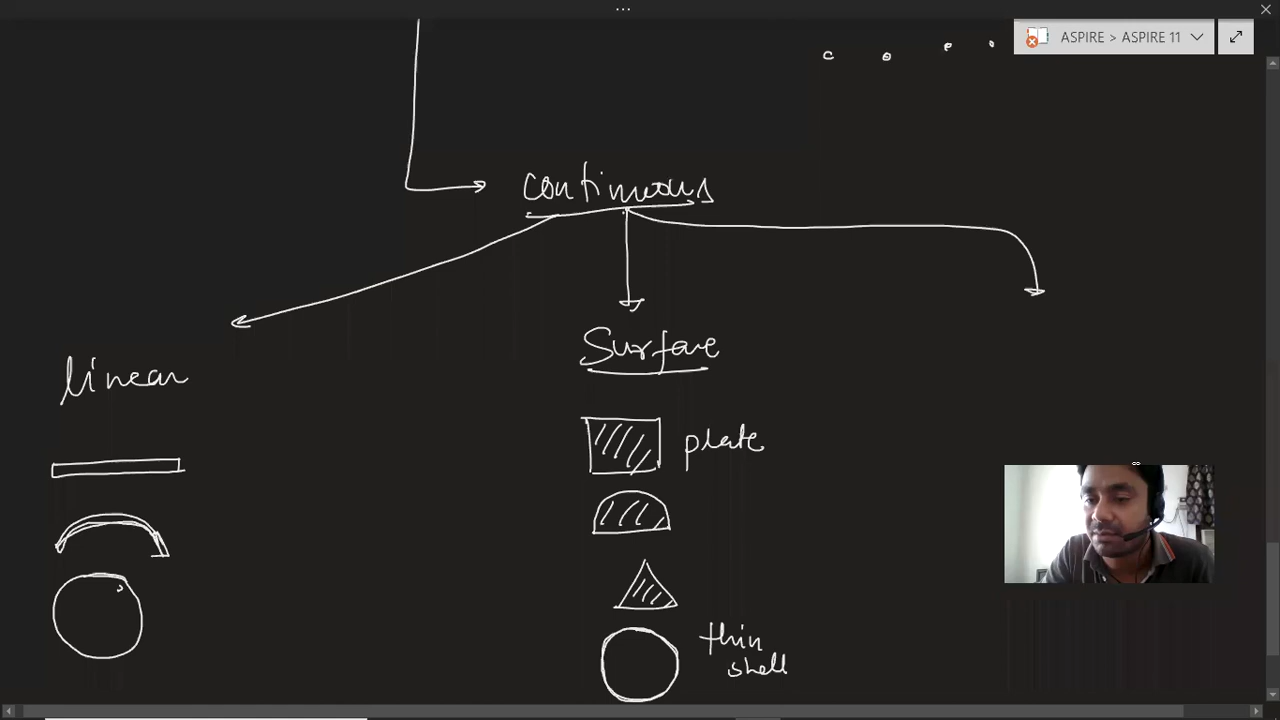 ASPIRE > ASPIRE 11
continuous
Surface
linear
plate
thin
shell